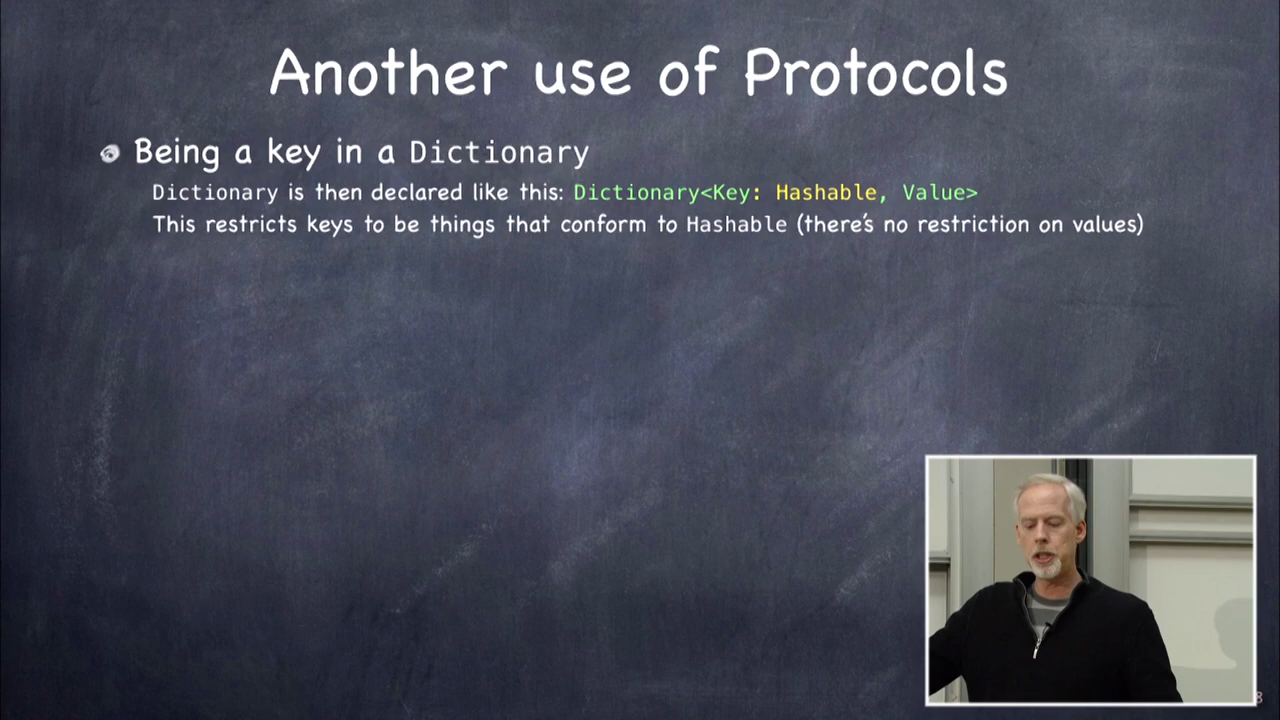 Another use of Protocols
Being a key in a Dictionary
Dictionary is then declared like this: Dictionary<Key: Hashable, Value>
This restricts keys to be things that conform to Hashable (there's no restriction on values)
8